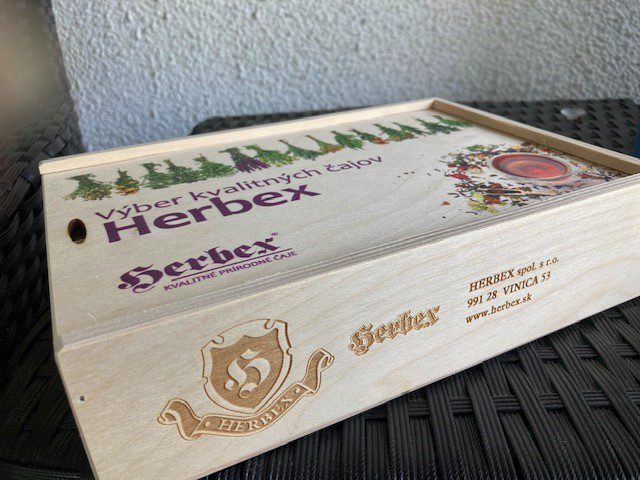 Výber kvalitných čajov
Herbex
Herbex®
KVALITNÉ PRÍRODNÉ ČAJE
H
HERBEX
Herbex
HERBEX spol. s r.o.
991 28 VINICA 53
www.herbex.sk